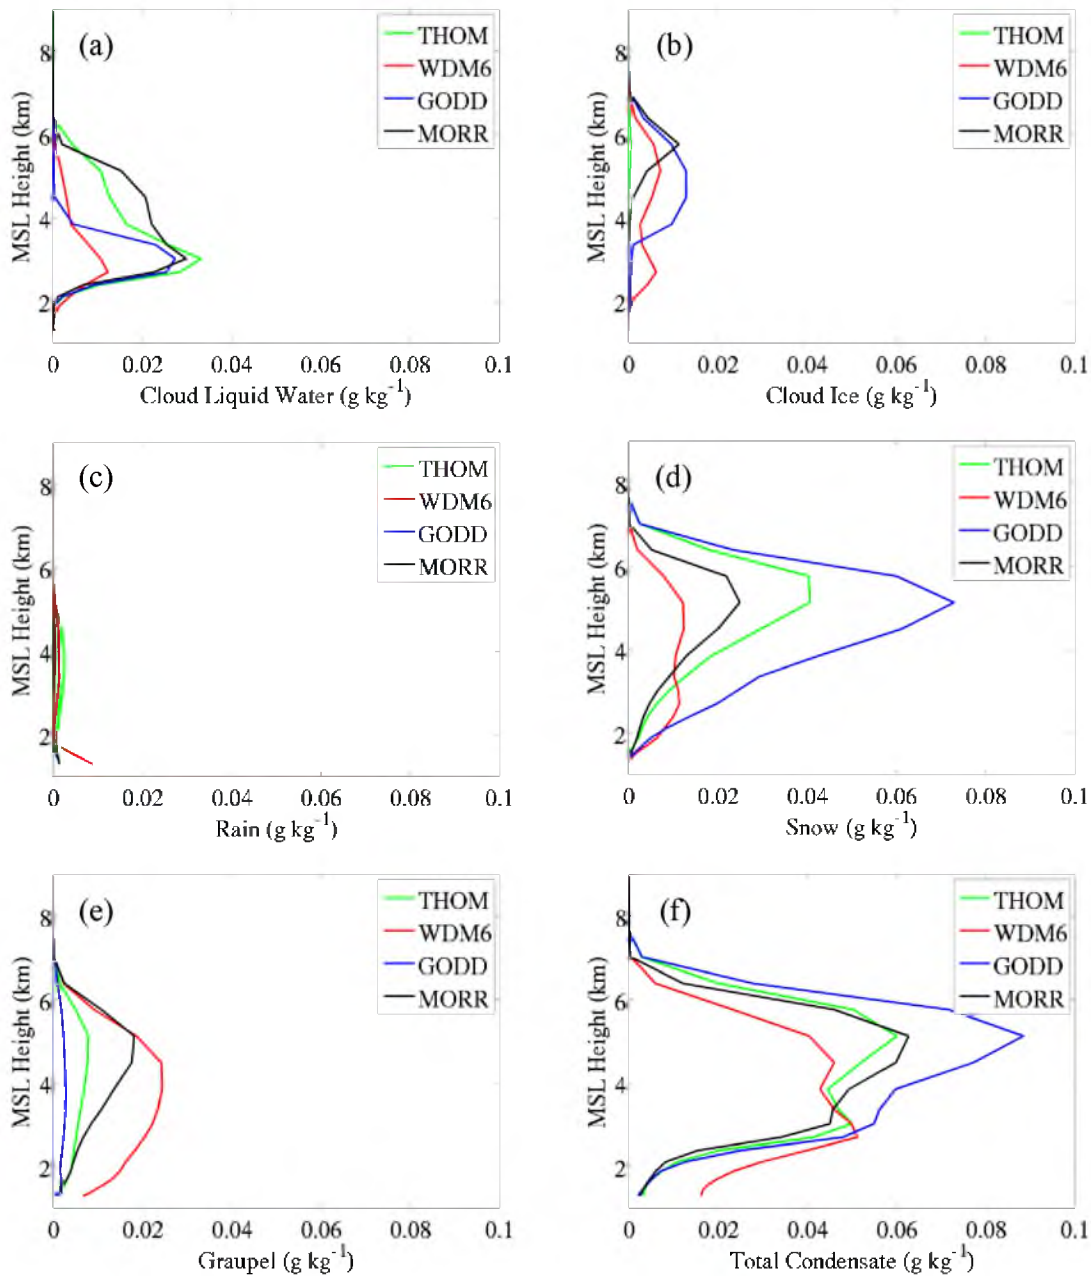 (a)
THOM
WDM6
GODD
MORR
8
6
4
2
MSL Height (km)
0 0.02 0.04 0.06 0.08 0.1
Cloud Liquid Water (g kg⁻¹)
(b)
THOM
WDM6
GODD
MORR
8
6
4
2
MSL Height (km)
0 0.02 0.04 0.06 0.08 0.1
Cloud Ice (g kg⁻¹)
(c)
THOM
WDM6
GODD
MORR
8
6
4
2
MSL Height (km)
0 0.02 0.04 0.06 0.08 0.1
Rain (g kg⁻¹)
(d)
THOM
WDM6
GODD
MORR
8
6
4
2
MSL Height (km)
0 0.02 0.04 0.06 0.08 0.1
Snow (g kg⁻¹)
(e)
THOM
WDM6
GODD
MORR
8
6
4
2
MSL Height (km)
0 0.02 0.04 0.06 0.08 0.1
Graupel (g kg⁻¹)
(f)
THOM
WDM6
GODD
MORR
8
6
4
2
MSL Height (km)
0 0.02 0.04 0.06 0.08 0.1
Total Condensate (g kg⁻¹)